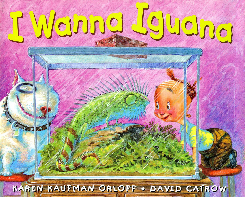 I Wanna Iguana
KAREN KAUFMAN ORLOFF • DAVID CATROW